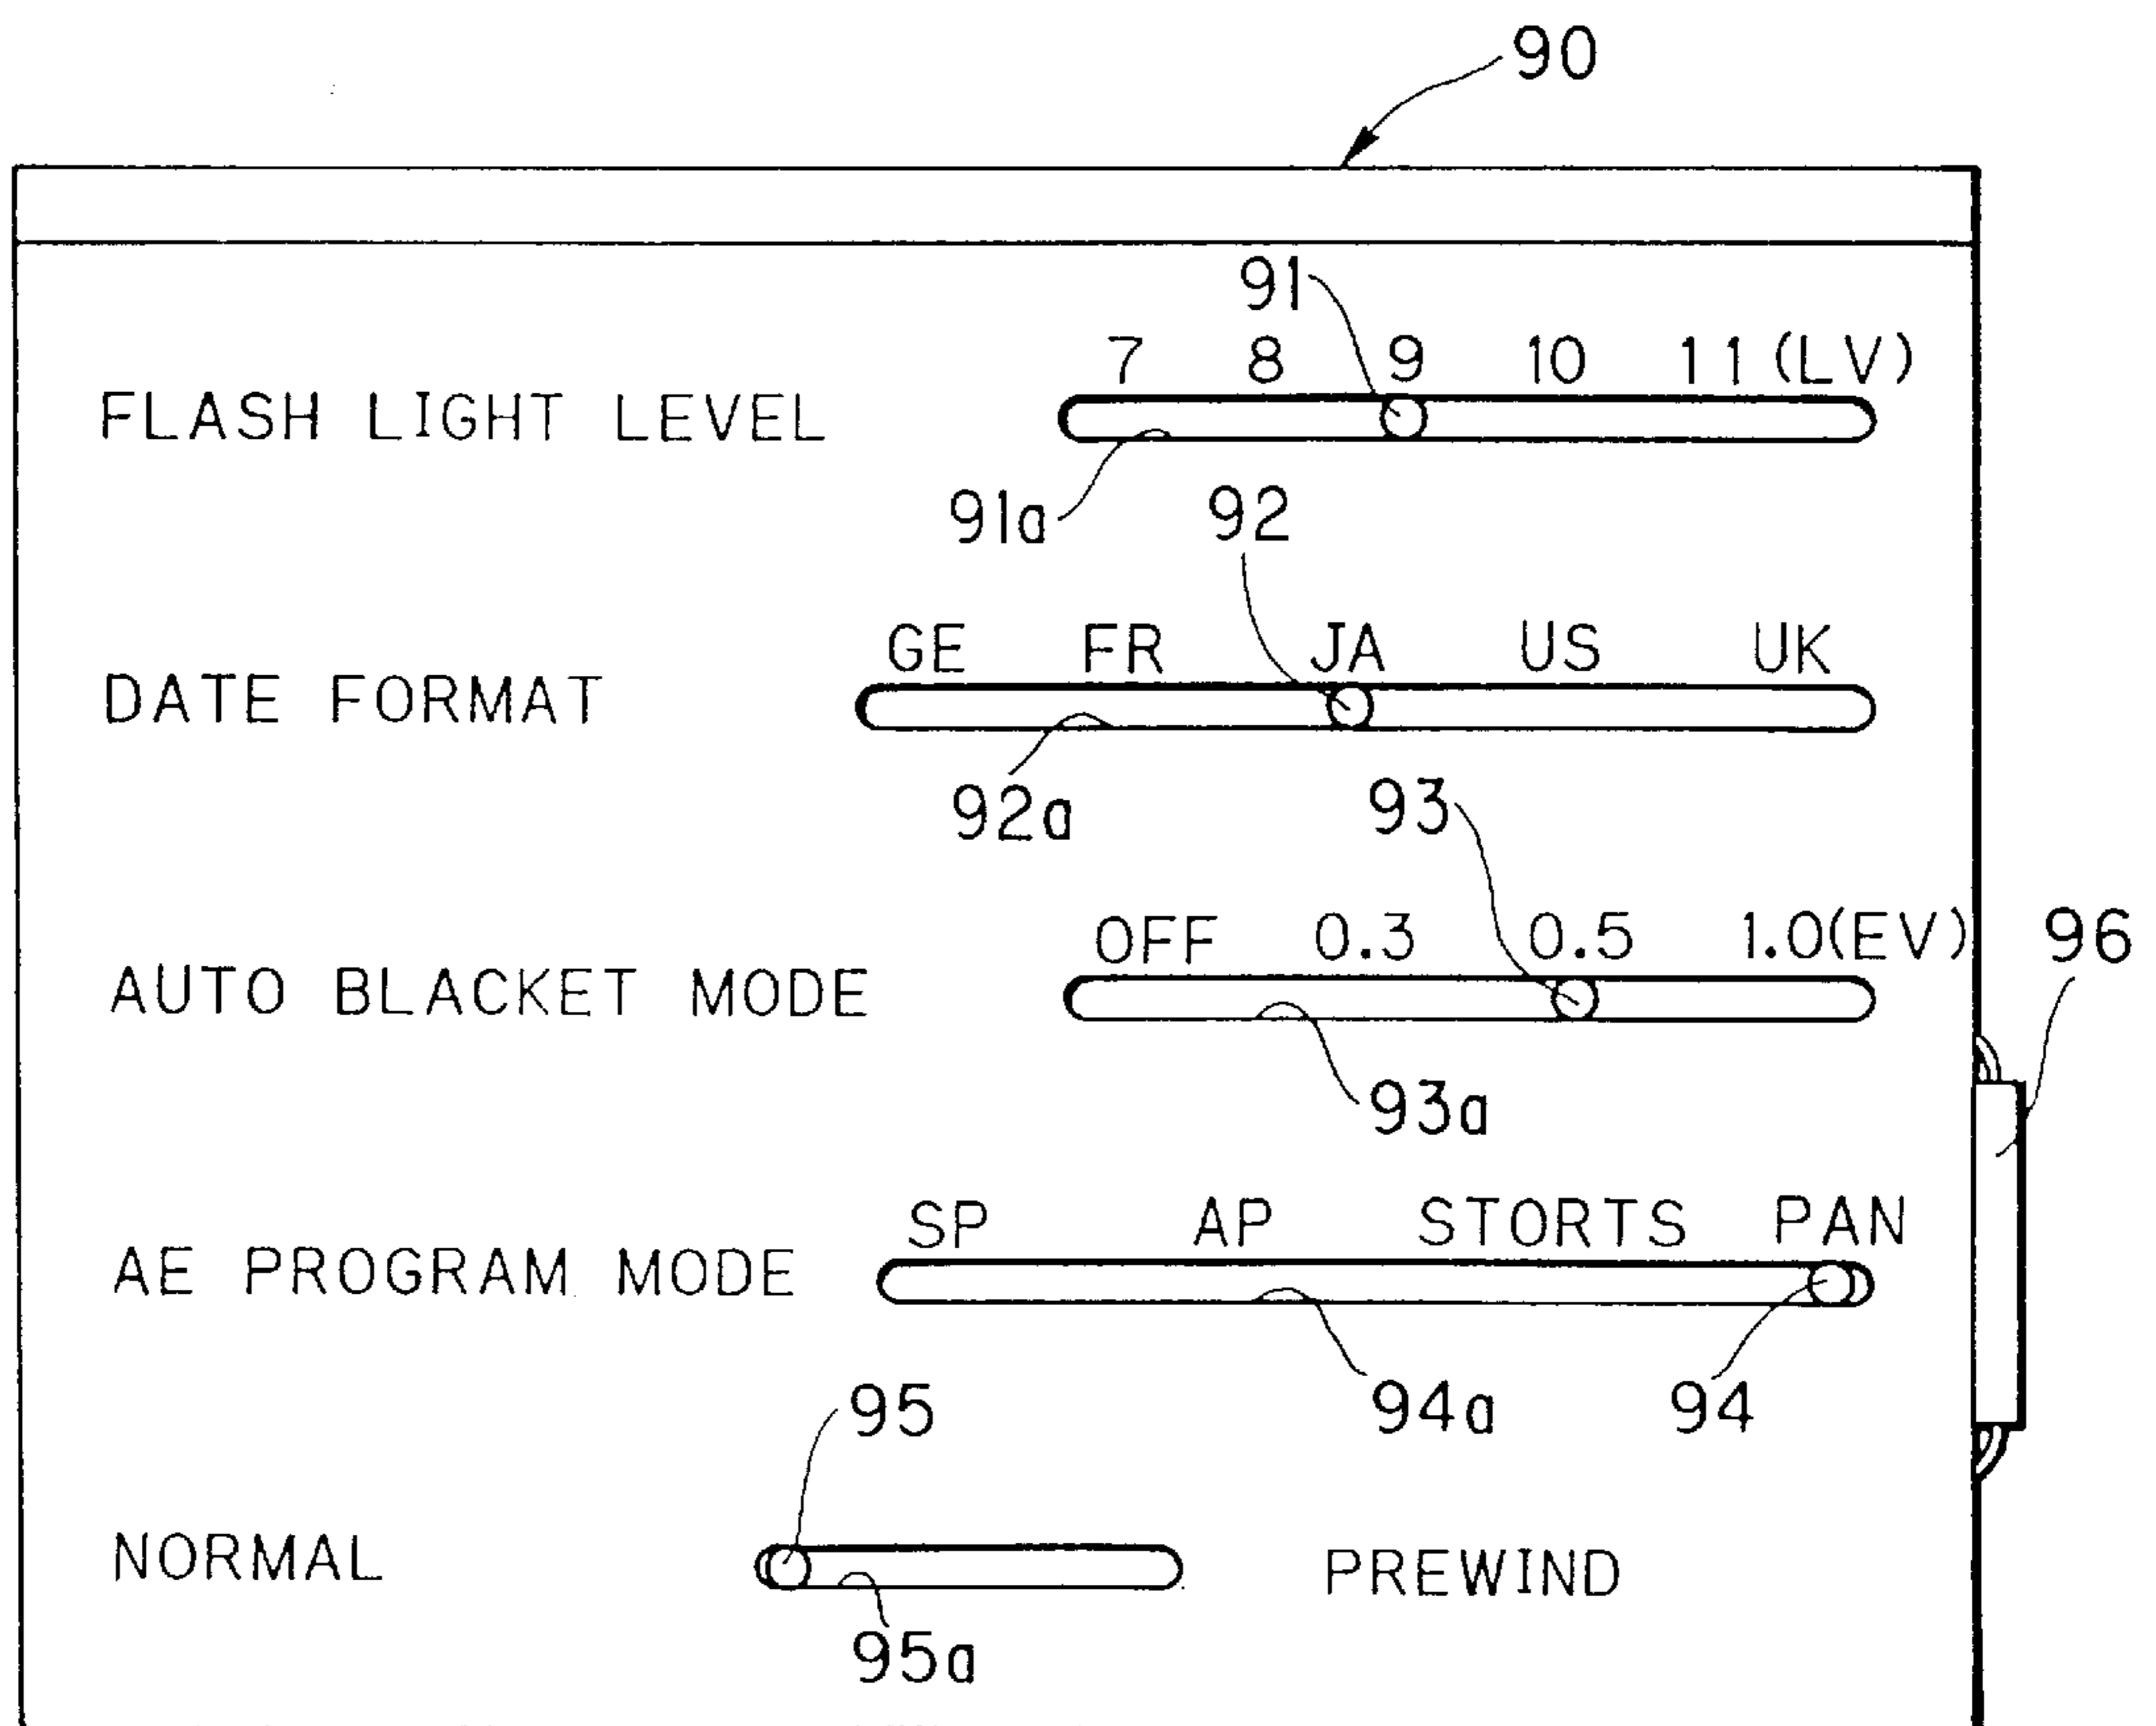 90
91
7 8 9 10 11 (LV)
FLASH LIGHT LEVEL
91a 92
GE FR JA US UK
DATE FORMAT
92a 93
OFF 0.3 0.5 1.0(EV) 96
AUTO BLACKET MODE
93a
SP AP STORTS PAN
AE PROGRAM MODE
95 94a 94
NORMAL PREWIND
95a